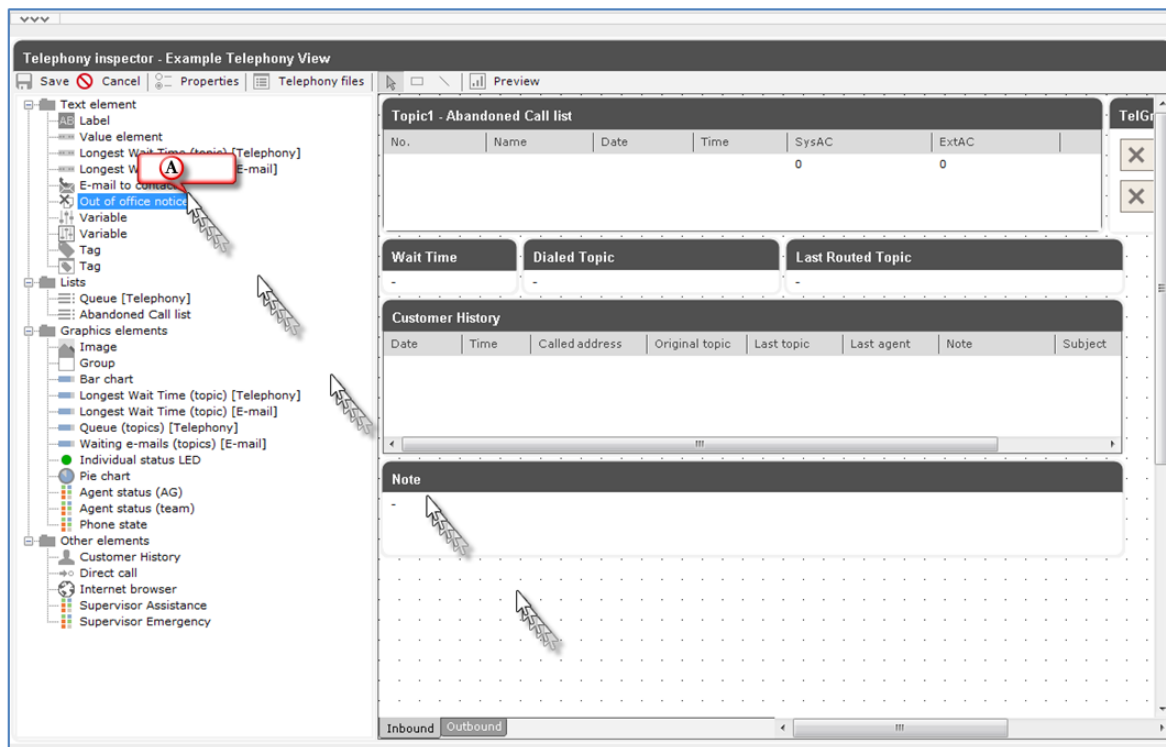 Telephony inspector - Example Telephony View
Save Cancel Properties Telephony files Preview
Text element
AB Label
Value element
Longest Wait Time (topic) [Telephony]
Longest W E-mail]
A
E-mail to contact
Out of office notice
Variable
Variable
Tag
Tag
Lists
Queue [Telephony]
Abandoned Call list
Graphics elements
Image
Group
Bar chart
Longest Wait Time (topic) [Telephony]
Longest Wait Time (topic) [E-mail]
Queue (topics) [Telephony]
Waiting e-mails (topics) [E-mail]
Individual status LED
Pie chart
Agent status (AG)
Agent status (team)
Phone state
Other elements
Customer History
Direct call
Internet browser
Supervisor Assistance
Supervisor Emergency
Topic1 - Abandoned Call list
No. Name Date Time SysAC ExtAC
0 0
TelGr
Wait Time Dialed Topic Last Routed Topic
- - -
Customer History
Date Time Called address Original topic Last topic Last agent Note Subject
Note
-
Inbound Outbound